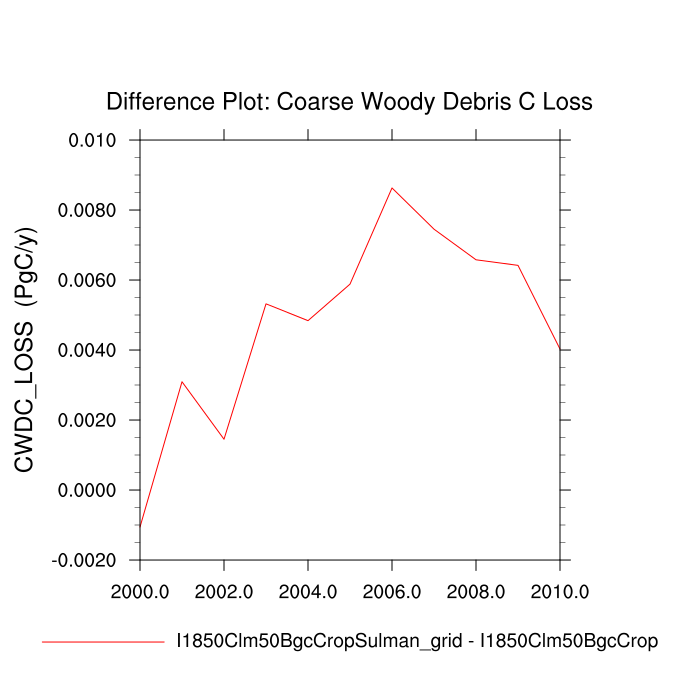 Difference Plot: Coarse Woody Debris C Loss
0.010
0.0080
0.0060
0.0040
0.0020
0.0000
-0.0020
CWDC_LOSS (PgC/y)
2000.0 2002.0 2004.0 2006.0 2008.0 2010.0
I1850Clm50BgcCropSulman_grid - I1850Clm50BgcCrop